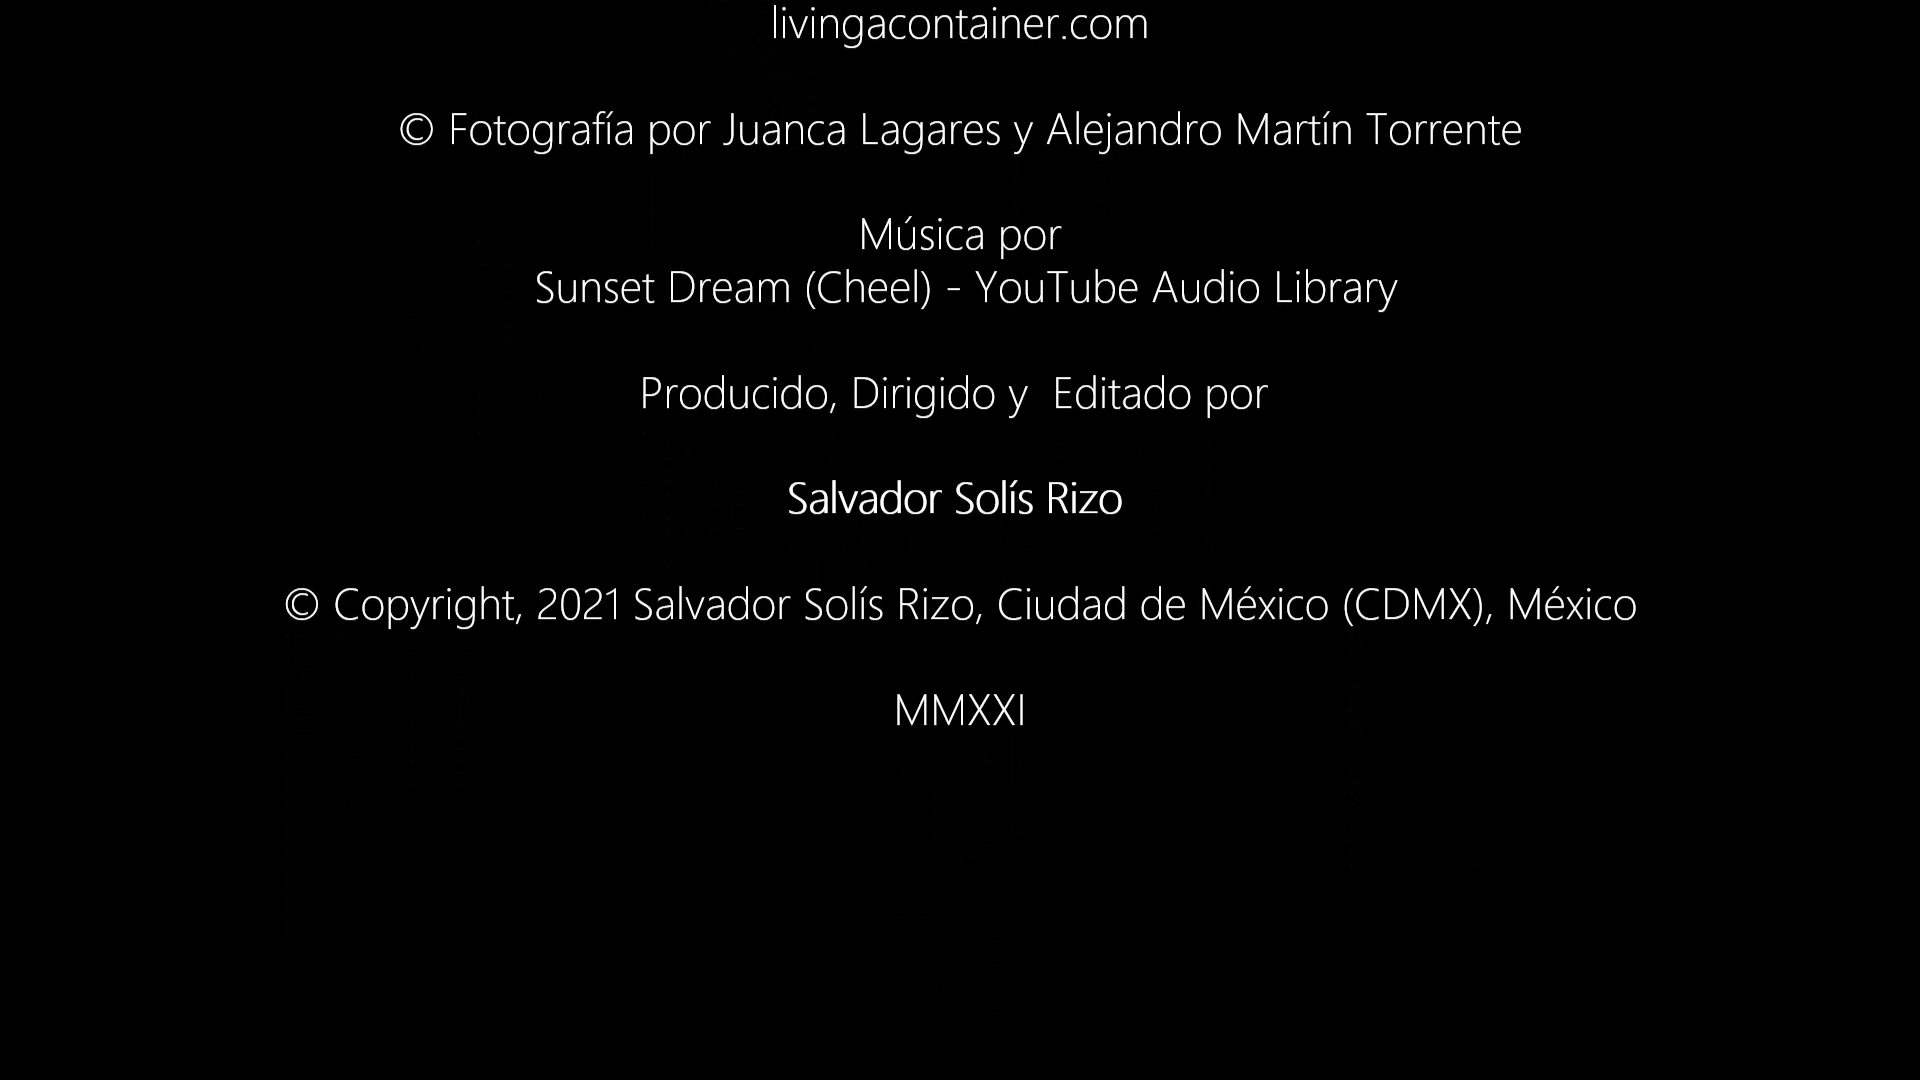 livingacontainer.com
© Fotografía por Juanca Lagares y Alejandro Martín Torrente
Música por
Sunset Dream (Cheel) - YouTube Audio Library
Producido, Dirigido y  Editado por
Salvador Solís Rizo
© Copyright, 2021 Salvador Solís Rizo, Ciudad de México (CDMX), México
MMXXI